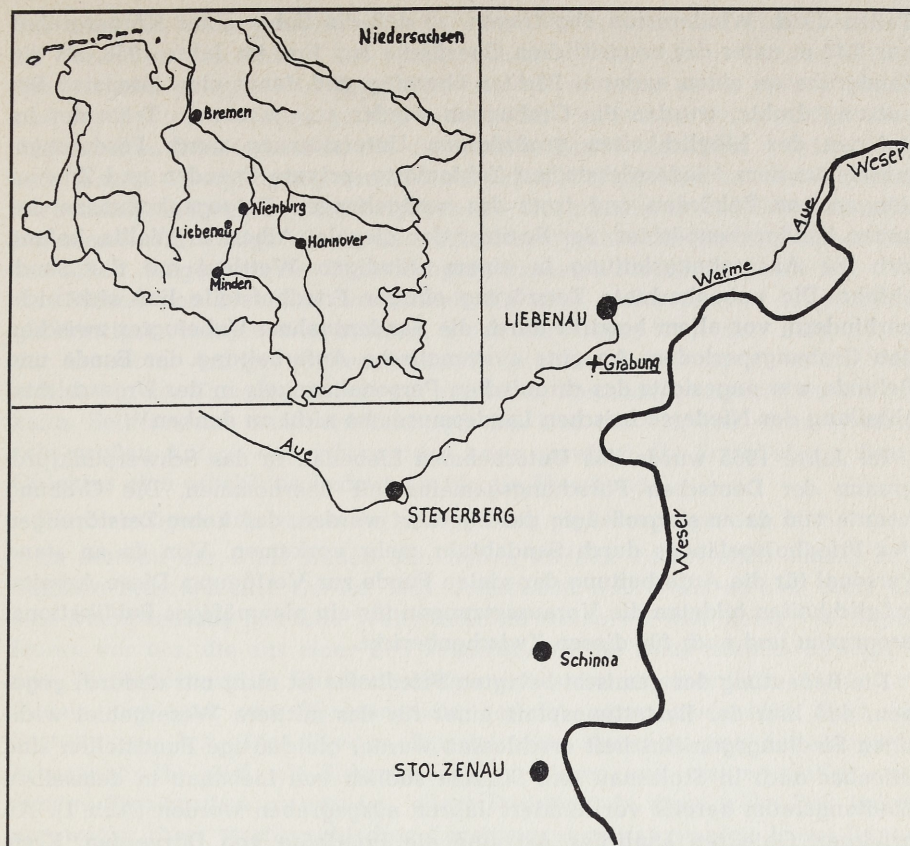 Niedersachsen
Bremen
Nienburg
Liebenau
Hannover
Minden
Weser
Aue
Warme
LIEBENAU
Grabung
Aue
STEYERBERG
Weser
Schinna
STOLZENAU